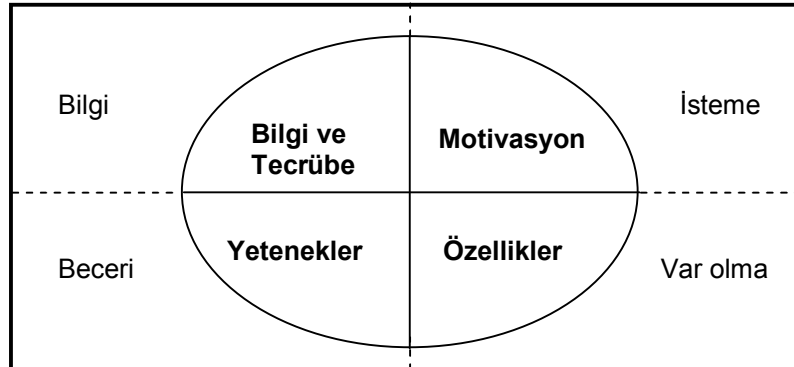 Bilgi
İsteme
Bilgi ve
Tecrübe
Motivasyon
Beceri
Yetenekler
Özellikler
Var olma